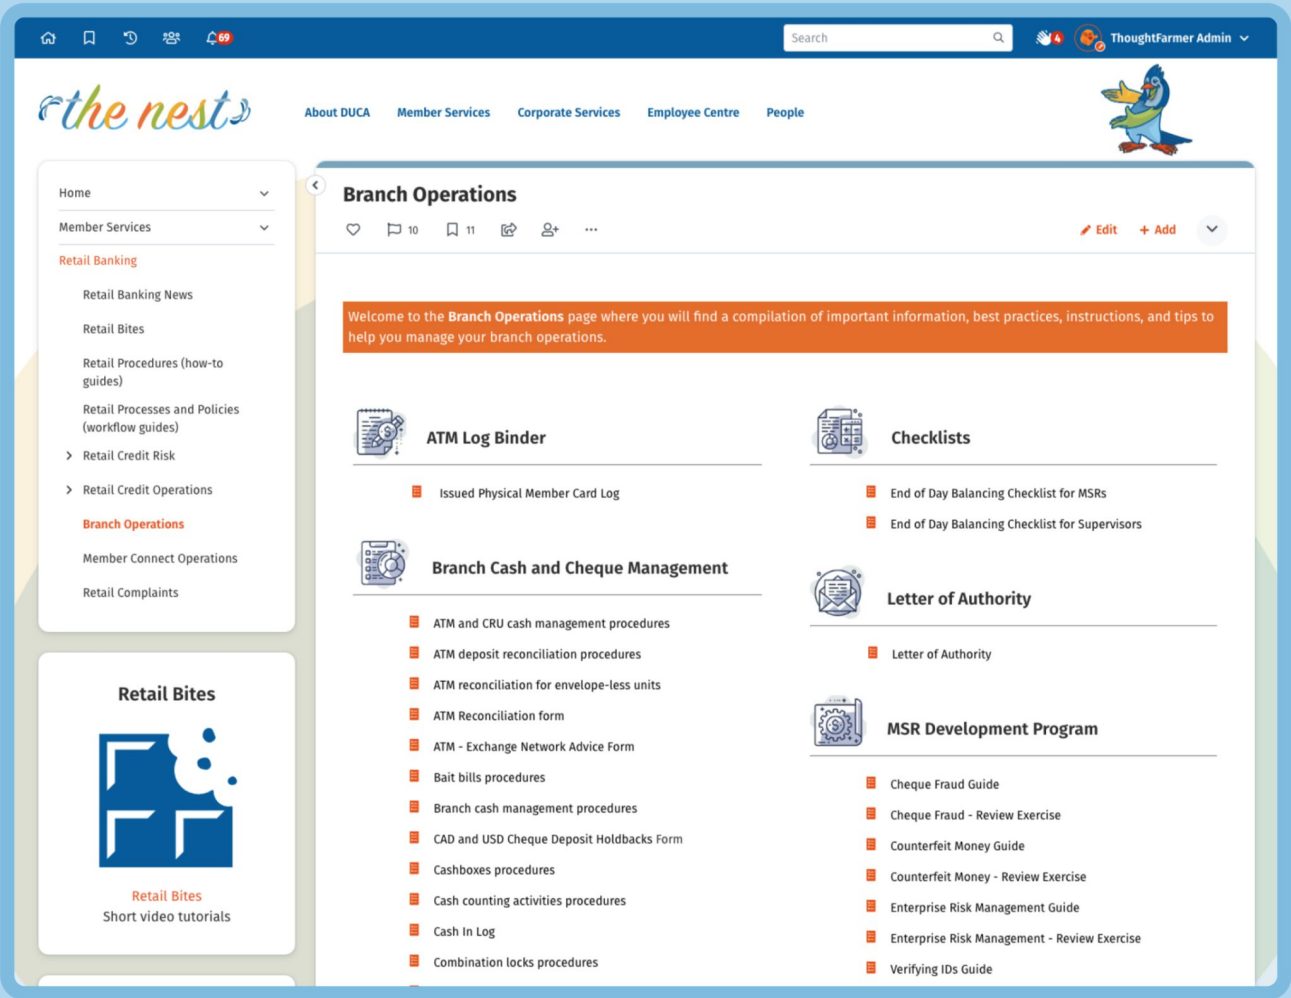 69
Search
4
ThoughtFarmer Admin
the nest
About DUCA
Member Services
Corporate Services
Employee Centre
People
Home
Member Services
Retail Banking
Retail Banking News
Retail Bites
Retail Procedures (how-to
guides)
Retail Processes and Policies
(workflow guides)
Retail Credit Risk
Retail Credit Operations
Branch Operations
Member Connect Operations
Retail Complaints
Retail Bites
Retail Bites
Short video tutorials
Branch Operations
10
11
Edit
+ Add
Welcome to the Branch Operations page where you will find a compilation of important information, best practices, instructions, and tips to
help you manage your branch operations.
ATM Log Binder
Issued Physical Member Card Log
Branch Cash and Cheque Management
ATM and CRU cash management procedures
ATM deposit reconciliation procedures
ATM reconciliation for envelope-less units
ATM Reconciliation form
ATM - Exchange Network Advice Form
Bait bills procedures
Branch cash management procedures
CAD and USD Cheque Deposit Holdbacks Form
Cashboxes procedures
Cash counting activities procedures
Cash In Log
Combination locks procedures
Checklists
End of Day Balancing Checklist for MSRs
End of Day Balancing Checklist for Supervisors
Letter of Authority
Letter of Authority
MSR Development Program
Cheque Fraud Guide
Cheque Fraud - Review Exercise
Counterfeit Money Guide
Counterfeit Money - Review Exercise
Enterprise Risk Management Guide
Enterprise Risk Management - Review Exercise
Verifying IDs Guide